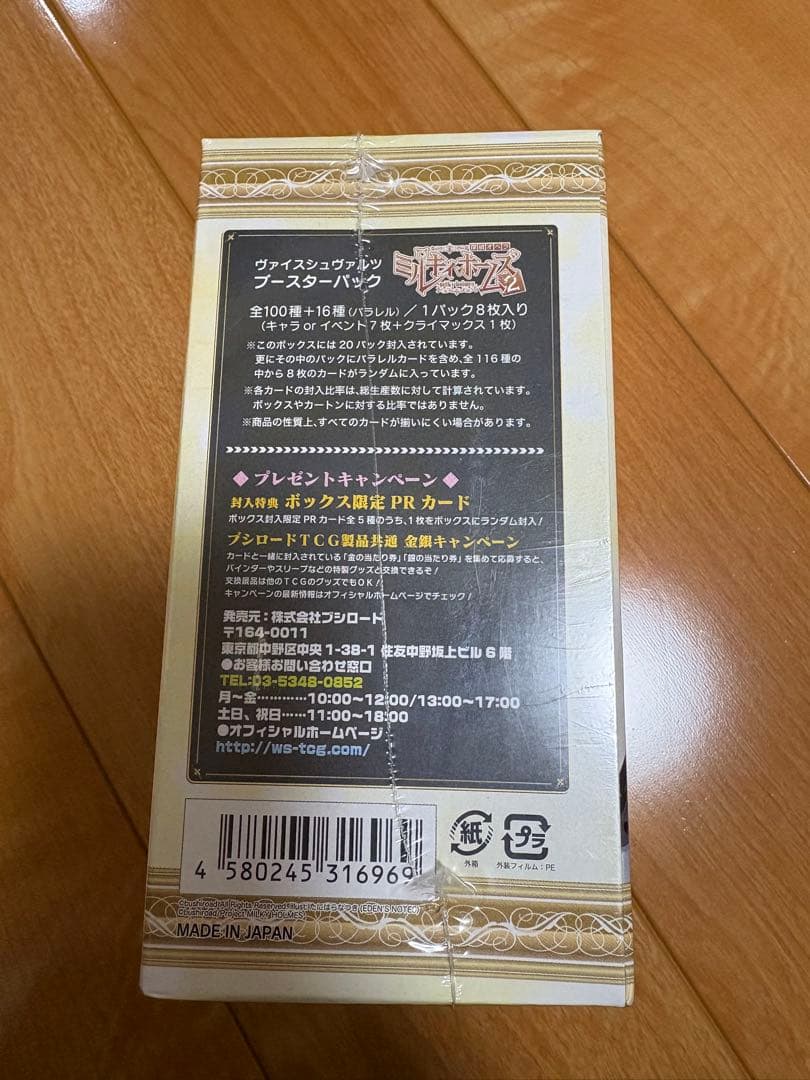 ヴァイスシュヴァルツ
ブースターパック
探偵オペラ
ミルキィホームズ2
全100種＋16種(パラレル)／1パック8枚入り
(キャラ or イベント7枚＋クライマックス1枚)
※このボックスには20パック封入されています。
更にその中のパックにパラレルカードを含め、全116種の
中から8枚のカードがランダムに入っています。
※各カードの封入比率は、総生産数に対して計算されています。
ボックスやカートンに対する比率ではありません。
※商品の性質上、すべてのカードが揃いにくい場合があります。
◆プレゼントキャンペーン◆
封入特典 ボックス限定PRカード
ボックス封入限定PRカード全5種のうち、1枚をボックスにランダム封入！
ブシロードTCG製品共通 金銀キャンペーン
カードと一緒に封入されている「金の当たり券」「銀の当たり券」を集めて応募すると、
バインダーやスリーブなどの特製グッズと交換できるぞ！
交換景品は他のTCGのグッズでもOK！
キャンペーンの最新情報はオフィシャルホームページでチェック！
発売元：株式会社ブシロード
〒164-0011
東京都中野区中央1-38-1 住友中野坂上ビル6階
●お客様お問い合わせ窓口
TEL:03-5348-0852
月～金…………10:00～12:00/13:00～17:00
土日、祝日……11:00～18:00
●オフィシャルホームページ
http://ws-tcg.com/
4 580245 316969
紙
外箱
プラ
外装フィルム：PE
©bushiroad All Rights Reserved. illust:たにはらなつき(EDEN'S NOTE)
©bushiroad/Project MILKY HOLMES
MADE IN JAPAN